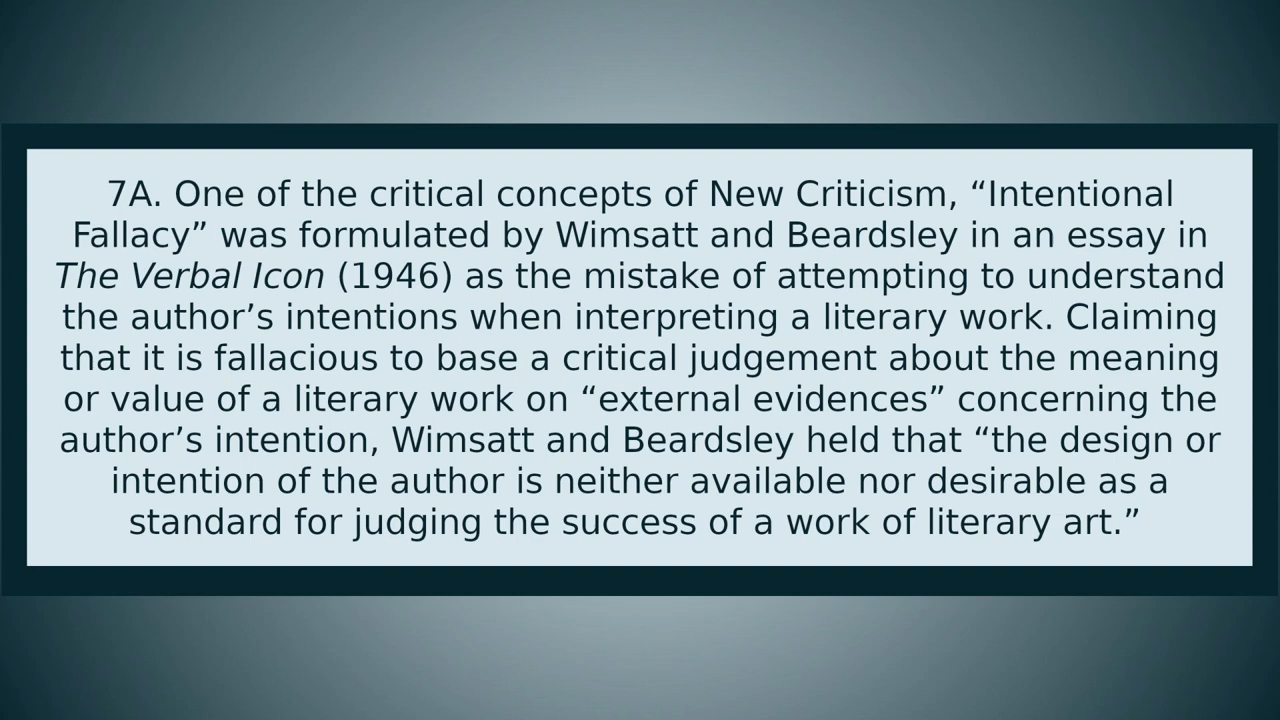 7A. One of the critical concepts of New Criticism, “Intentional
Fallacy” was formulated by Wimsatt and Beardsley in an essay in
The Verbal Icon (1946) as the mistake of attempting to understand
the author’s intentions when interpreting a literary work. Claiming
that it is fallacious to base a critical judgement about the meaning
or value of a literary work on “external evidences” concerning the
author’s intention, Wimsatt and Beardsley held that “the design or
intention of the author is neither available nor desirable as a
standard for judging the success of a work of literary art.”